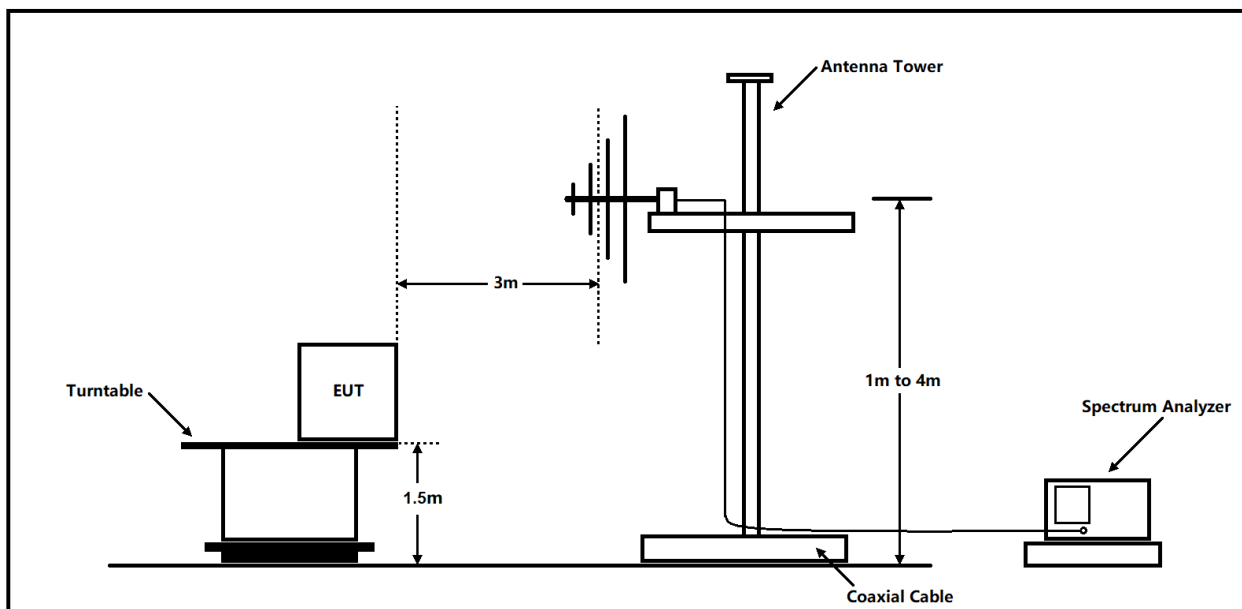 Antenna Tower
3m
EUT
Turntable
1m to 4m
Spectrum Analyzer
1.5m
Coaxial Cable